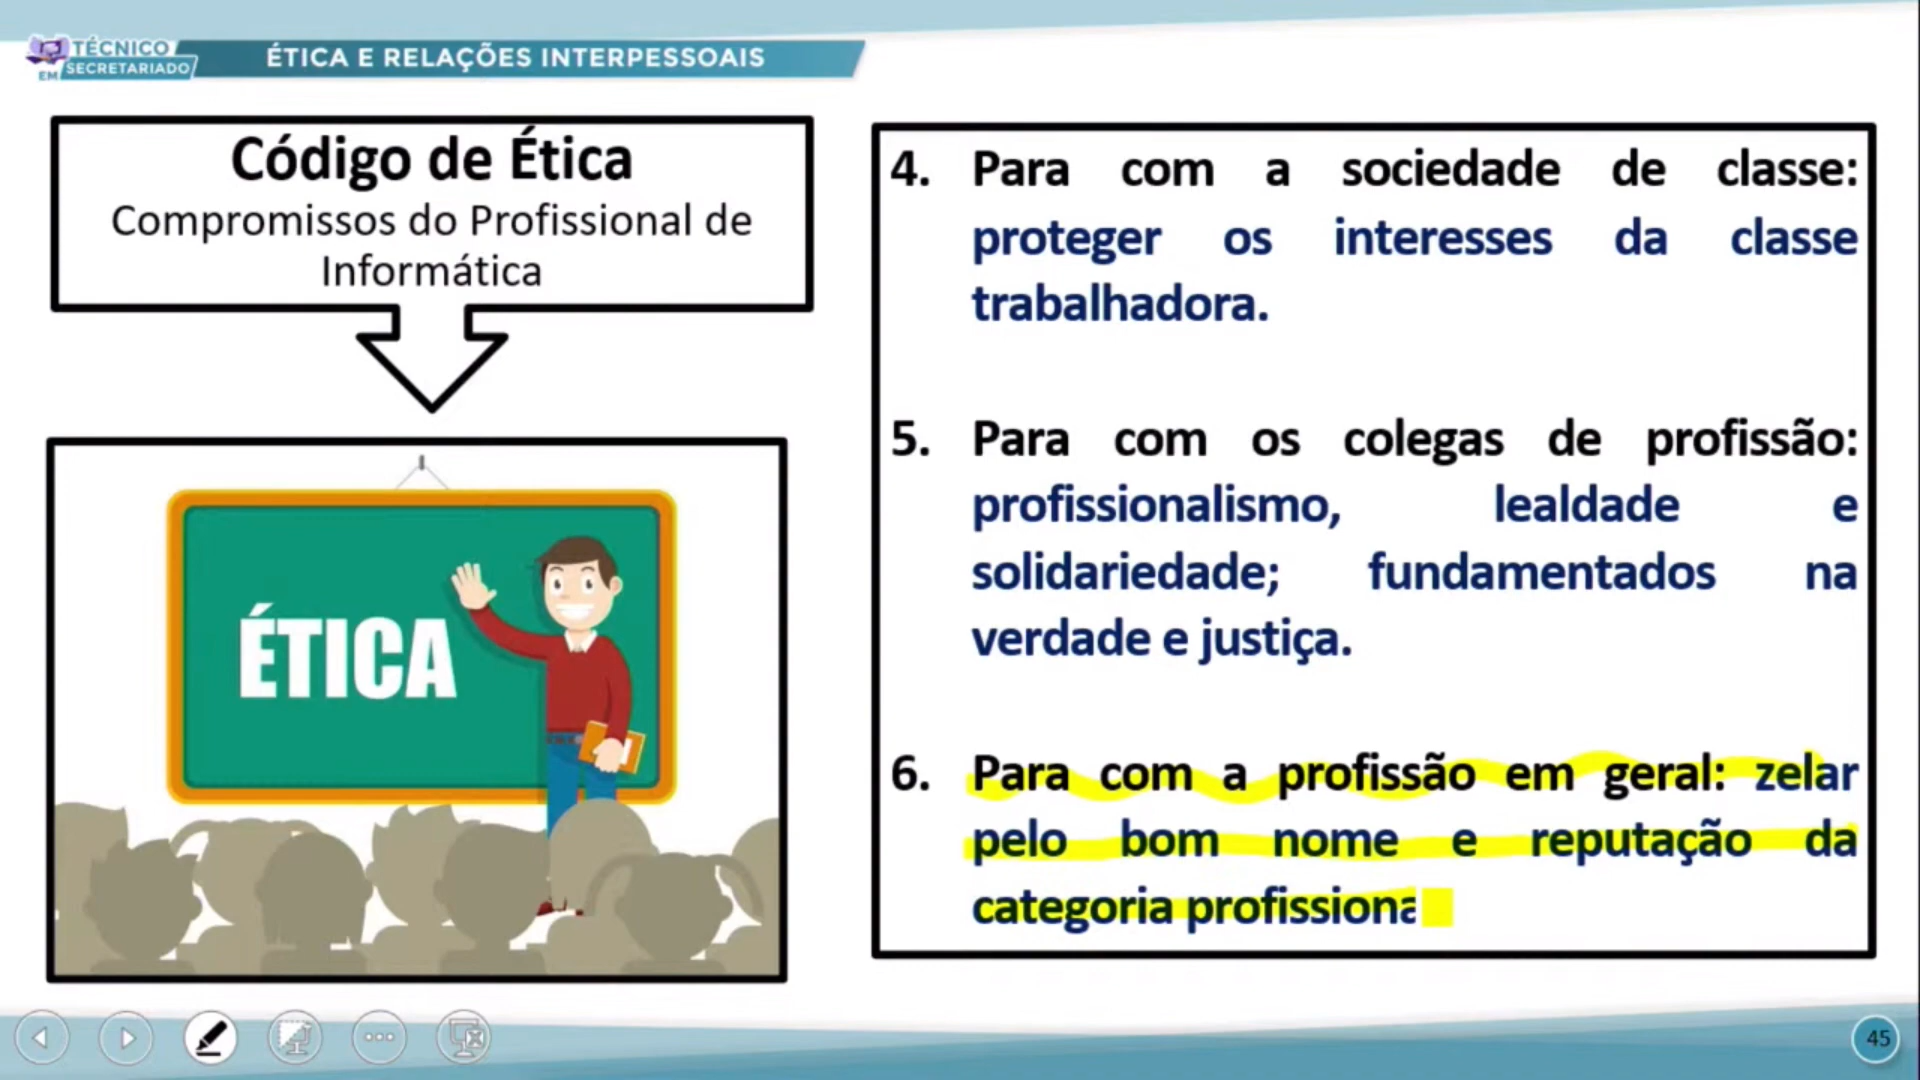 TÉCNICO
EM SECRETARIADO
ÉTICA E RELAÇÕES INTERPESSOAIS
Código de Ética
Compromissos do Profissional de
Informática
ÉTICA
4. Para com a sociedade de classe:
proteger os interesses da classe
trabalhadora.
5. Para com os colegas de profissão:
profissionalismo, lealdade e
solidariedade; fundamentados na
verdade e justiça.
6. Para com a profissão em geral: zelar
pelo bom nome e reputação da
categoria profissiona
45